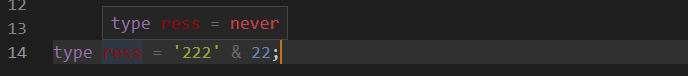 12
type ress = never
13
14 type ress = '222' & 22;